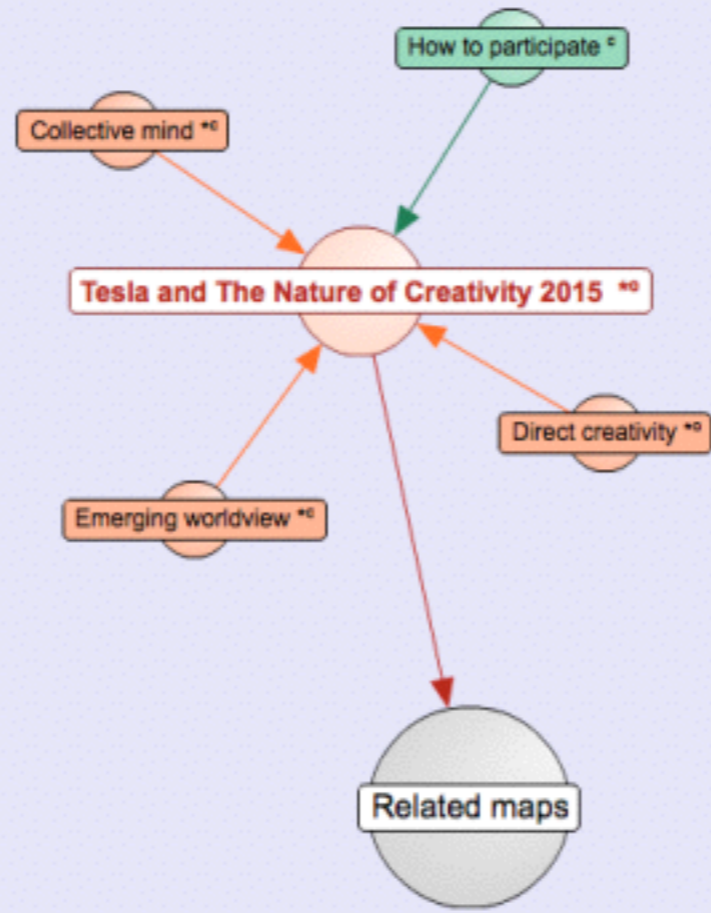 How to participate c
Collective mind *c
Tesla and The Nature of Creativity 2015 *o
Direct creativity *o
Emerging worldview *c
Related maps